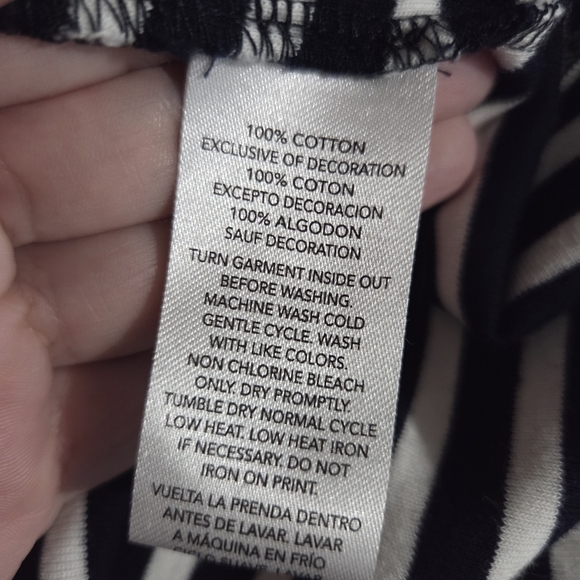 100% COTTON
EXCLUSIVE OF DECORATION
100% COTON
EXCEPTO DECORACION
100% ALGODON
SAUF DECORATION
TURN GARMENT INSIDE OUT
BEFORE WASHING.
MACHINE WASH COLD
GENTLE CYCLE. WASH
WITH LIKE COLORS.
NON CHLORINE BLEACH
ONLY. DRY PROMPTLY.
TUMBLE DRY NORMAL CYCLE
LOW HEAT. LOW HEAT IRON
IF NECESSARY. DO NOT
IRON ON PRINT.
VUELTA LA PRENDA DENTRO
ANTES DE LAVAR. LAVAR
A MÁQUINA EN FRÍO